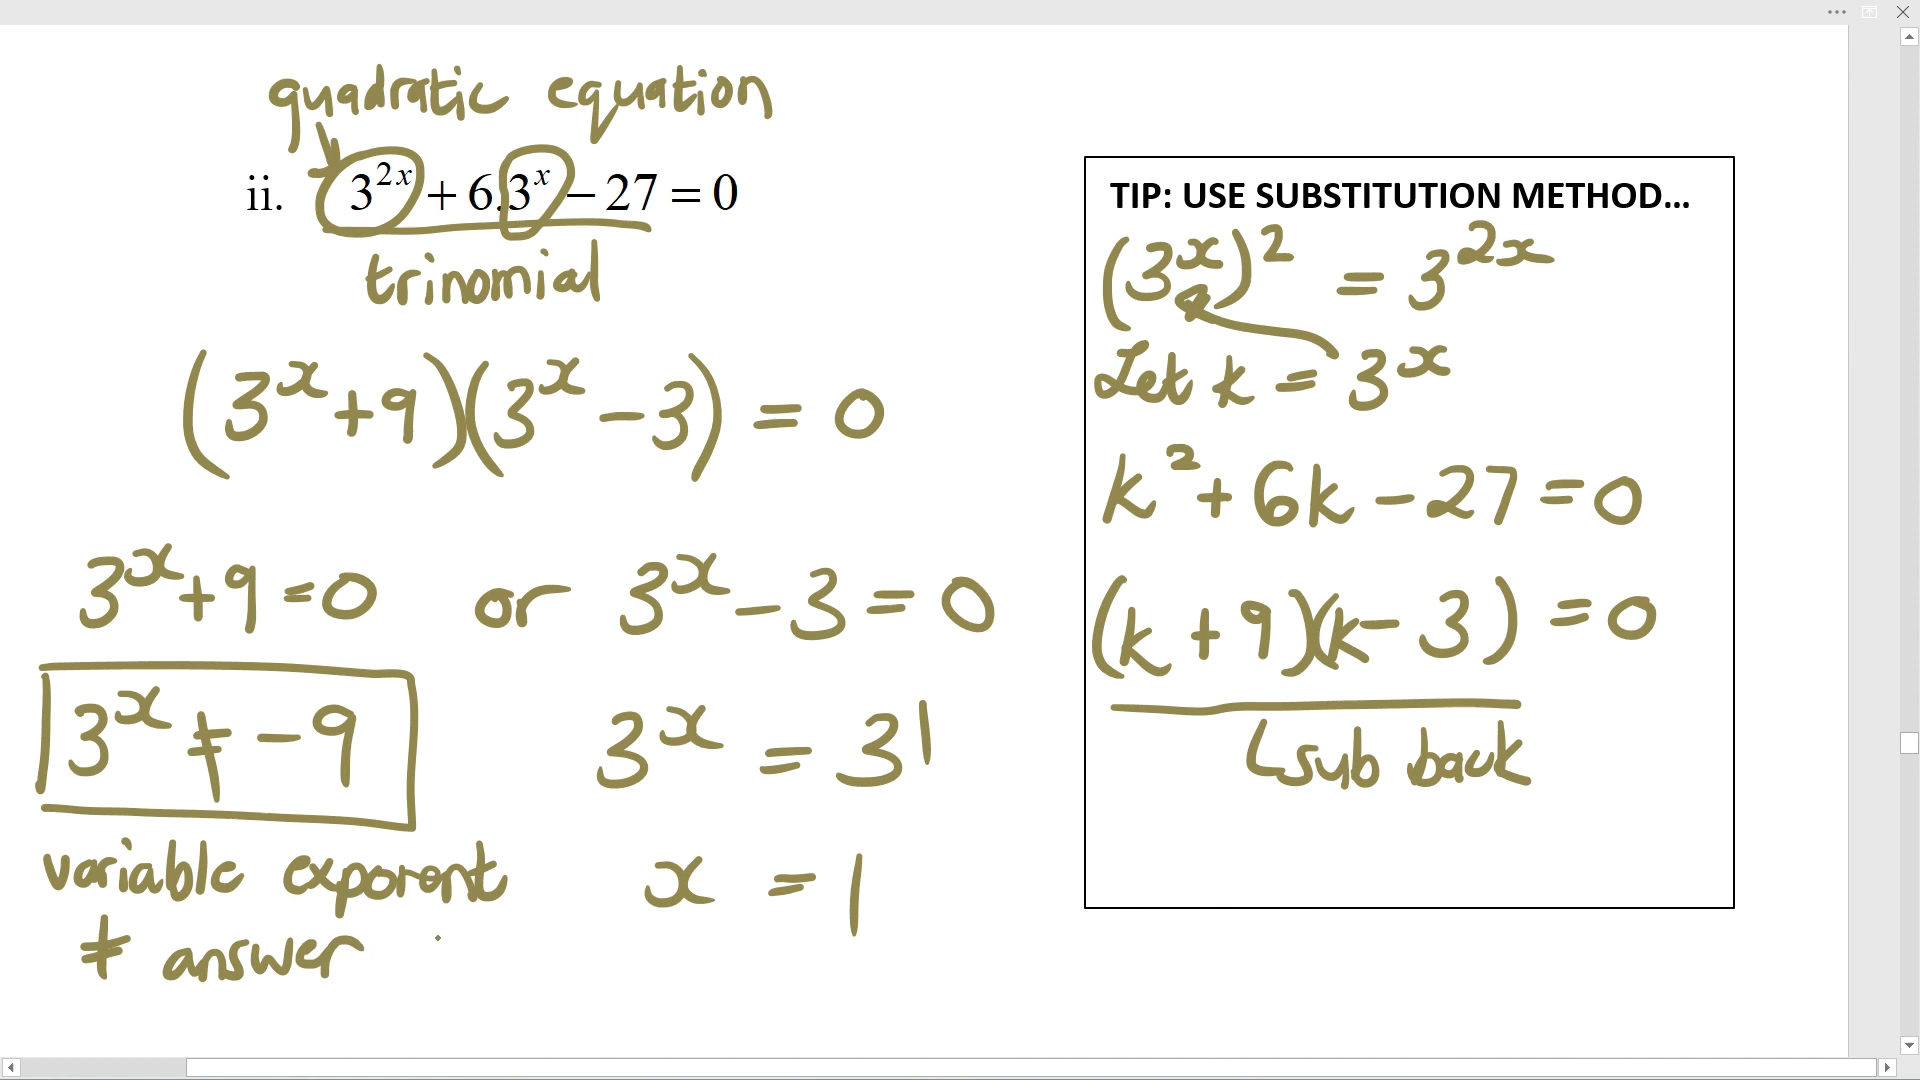 quadratic equation
ii. 3^{2x} + 6.3^x − 27 = 0
trinomial
(3^x + 9)(3^x − 3) = 0
3^x + 9 = 0 or 3^x − 3 = 0
3^x ≠ −9
3^x = 3^1
variable exponent
≠ answer
x = 1
TIP: USE SUBSTITUTION METHOD...
(3^x)^2 = 3^{2x}
Let k = 3^x
k^2 + 6k − 27 = 0
(k + 9)(k − 3) = 0
sub back